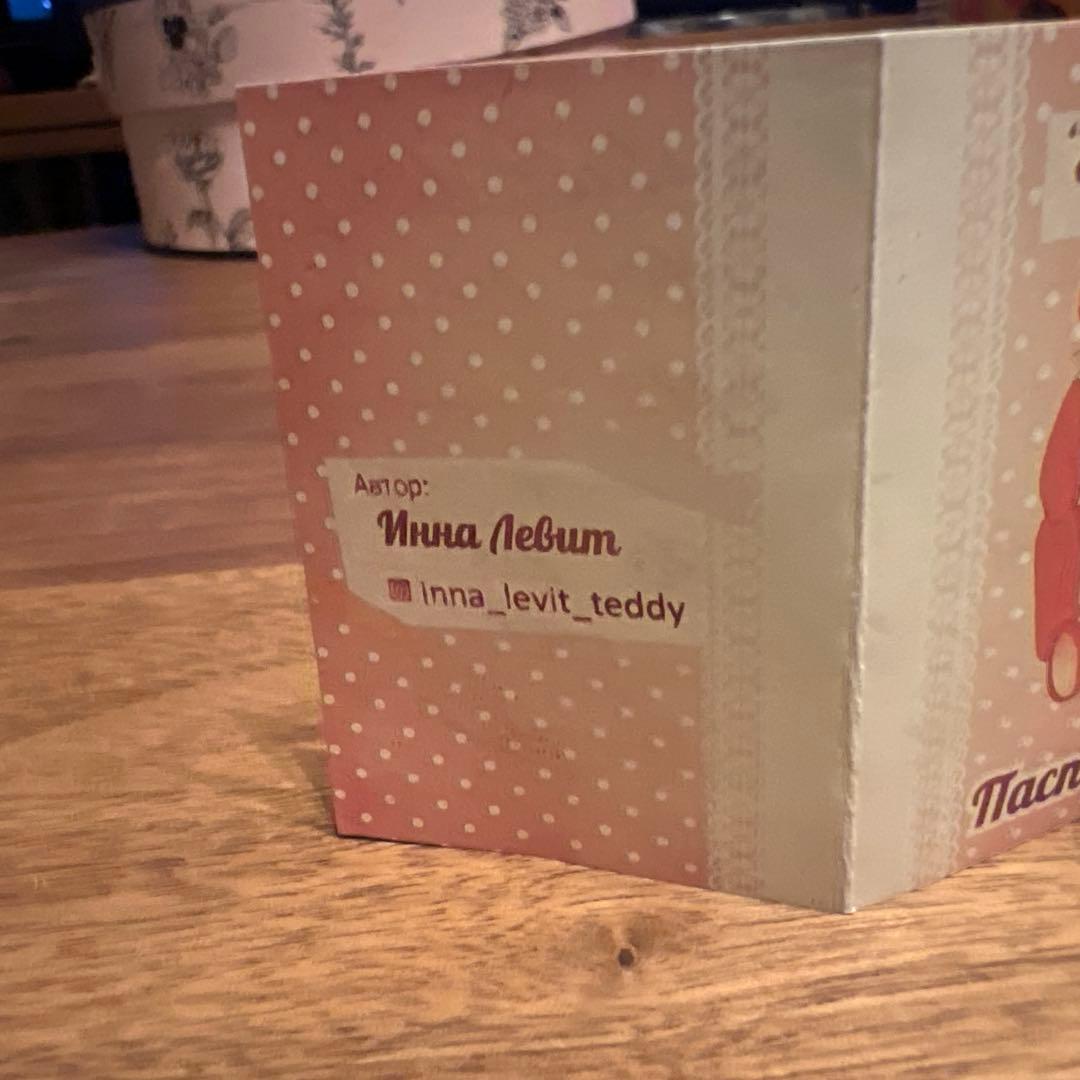 Автор:
Инна Левит
inna_levit_teddy